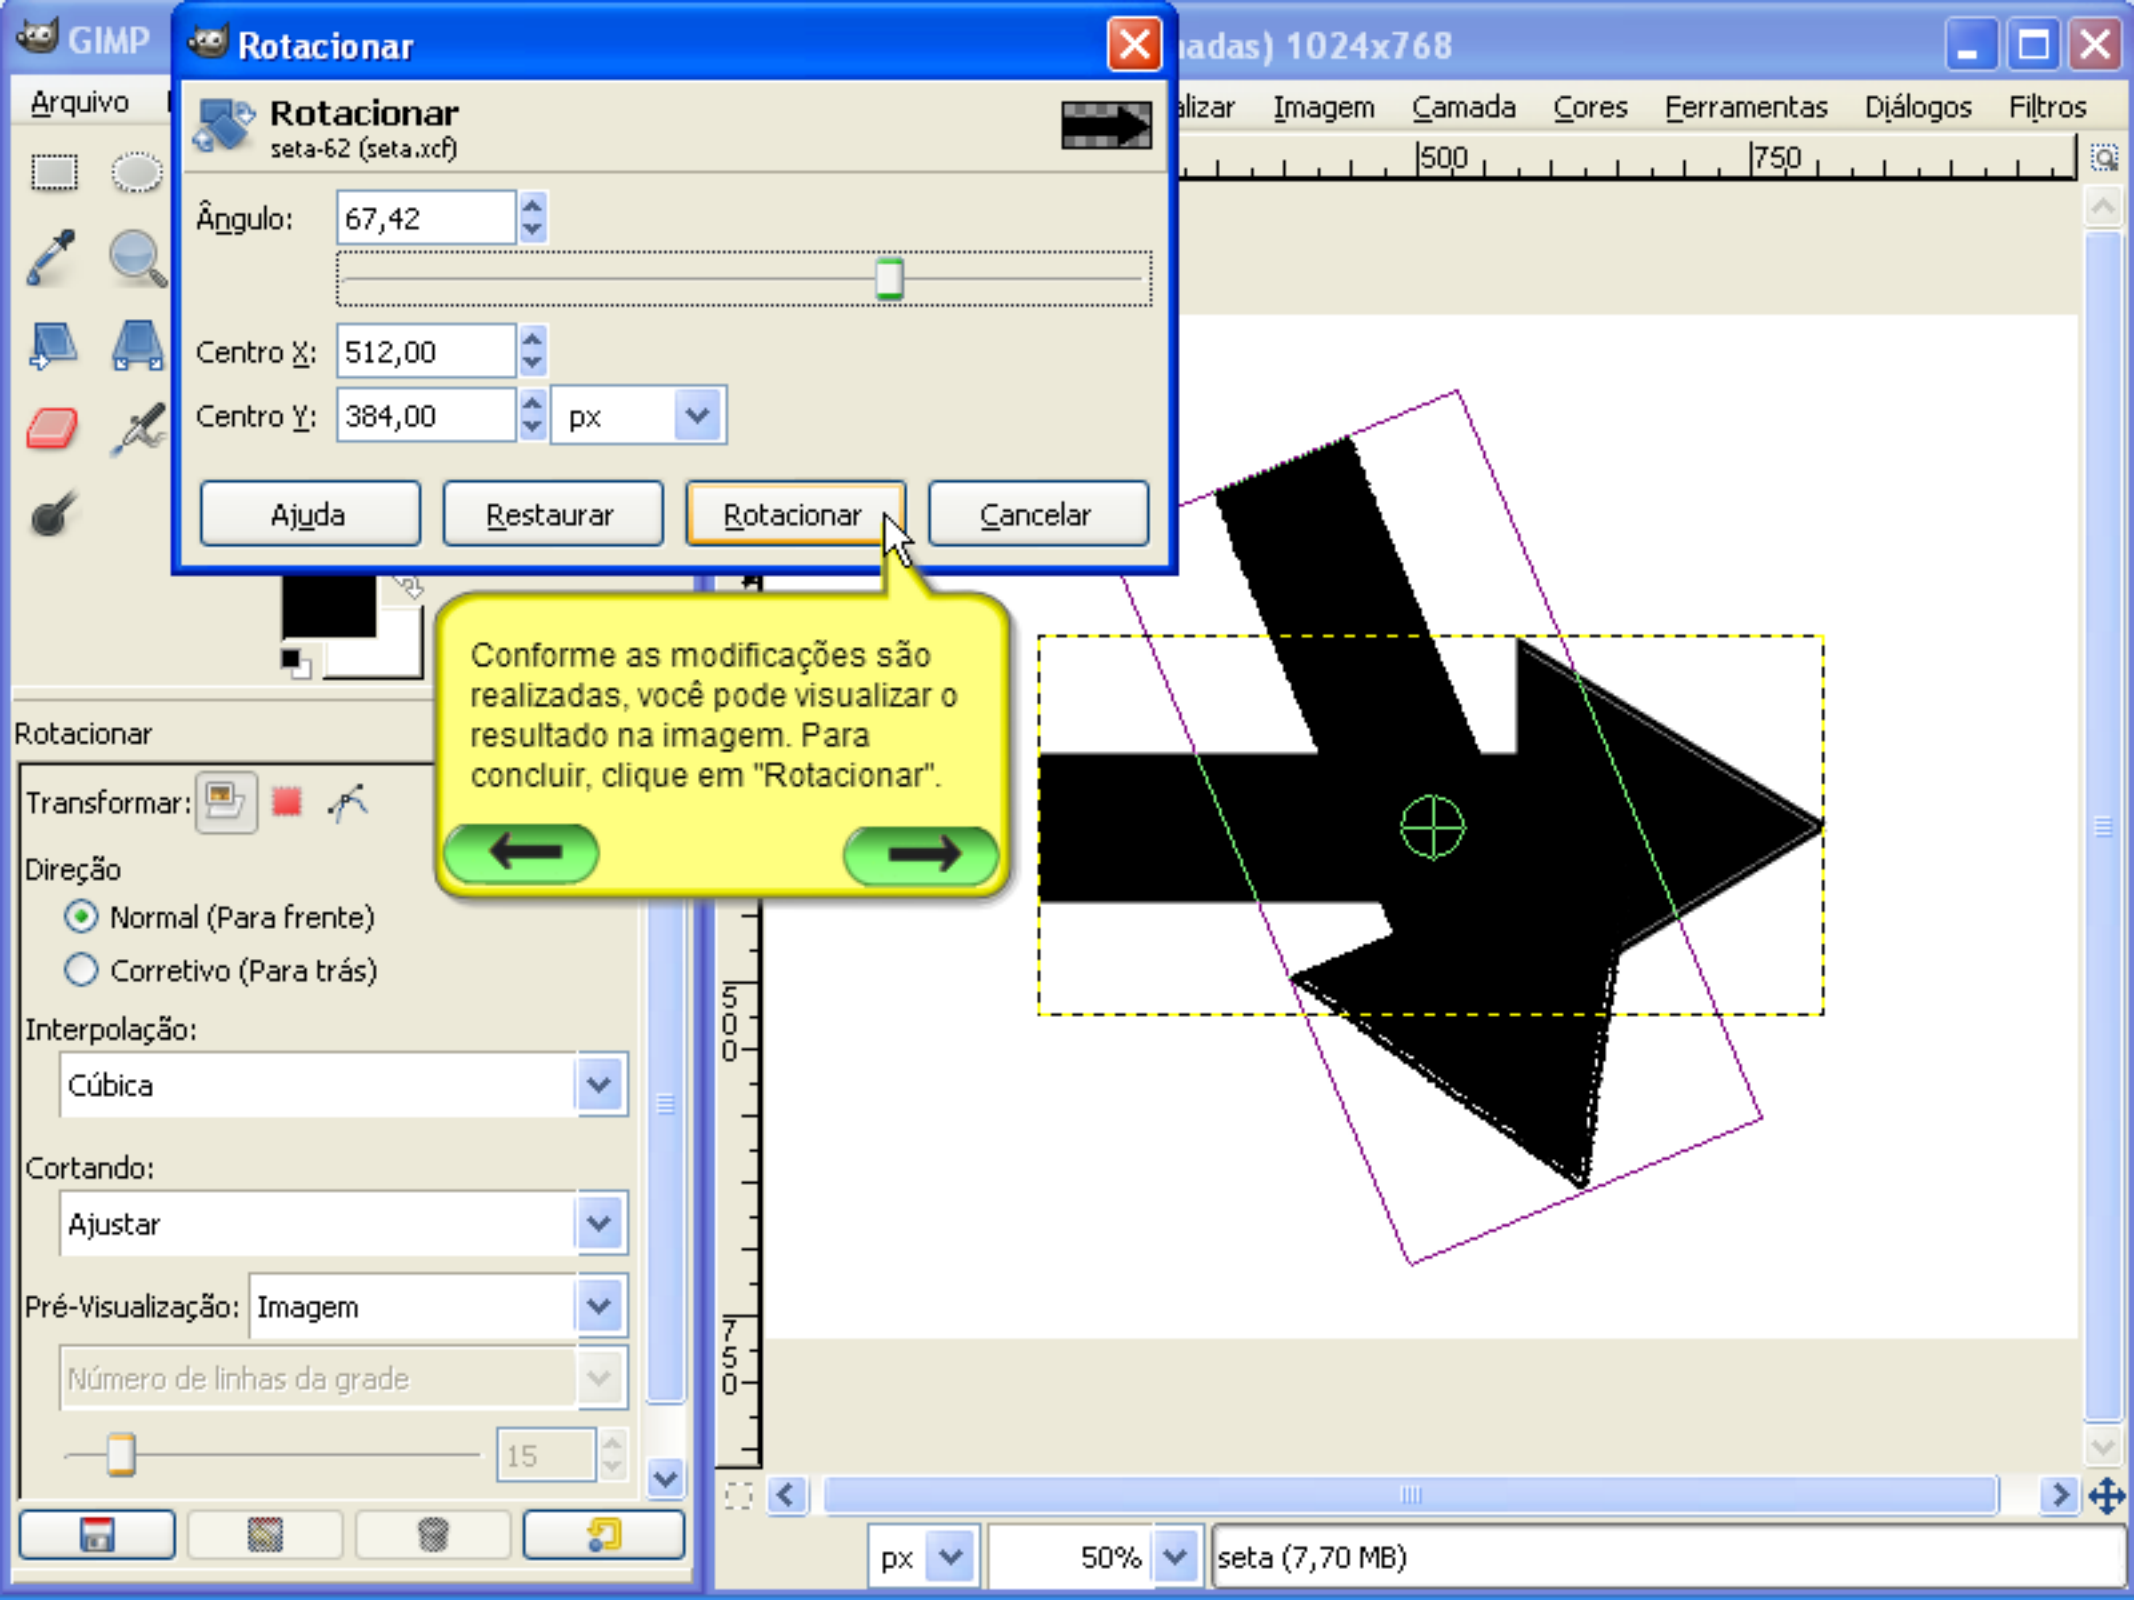 GIMP
Rotacionar
nadas) 1024x768
Arquivo
alizar
Imagem
Camada
Cores
Ferramentas
Diálogos
Filtros
Rotacionar
seta-62 (seta.xcf)
500
750
Ângulo:
67,42
Centro X:
512,00
Centro Y:
384,00
px
Ajuda
Restaurar
Rotacionar
Cancelar
Conforme as modificações são
realizadas, você pode visualizar o
resultado na imagem. Para
concluir, clique em "Rotacionar".
Rotacionar
Transformar:
Direção
Normal (Para frente)
Corretivo (Para trás)
Interpolação:
Cúbica
Cortando:
Ajustar
Pré-Visualização:
Imagem
Número de linhas da grade
15
500
750
px
50%
seta (7,70 MB)